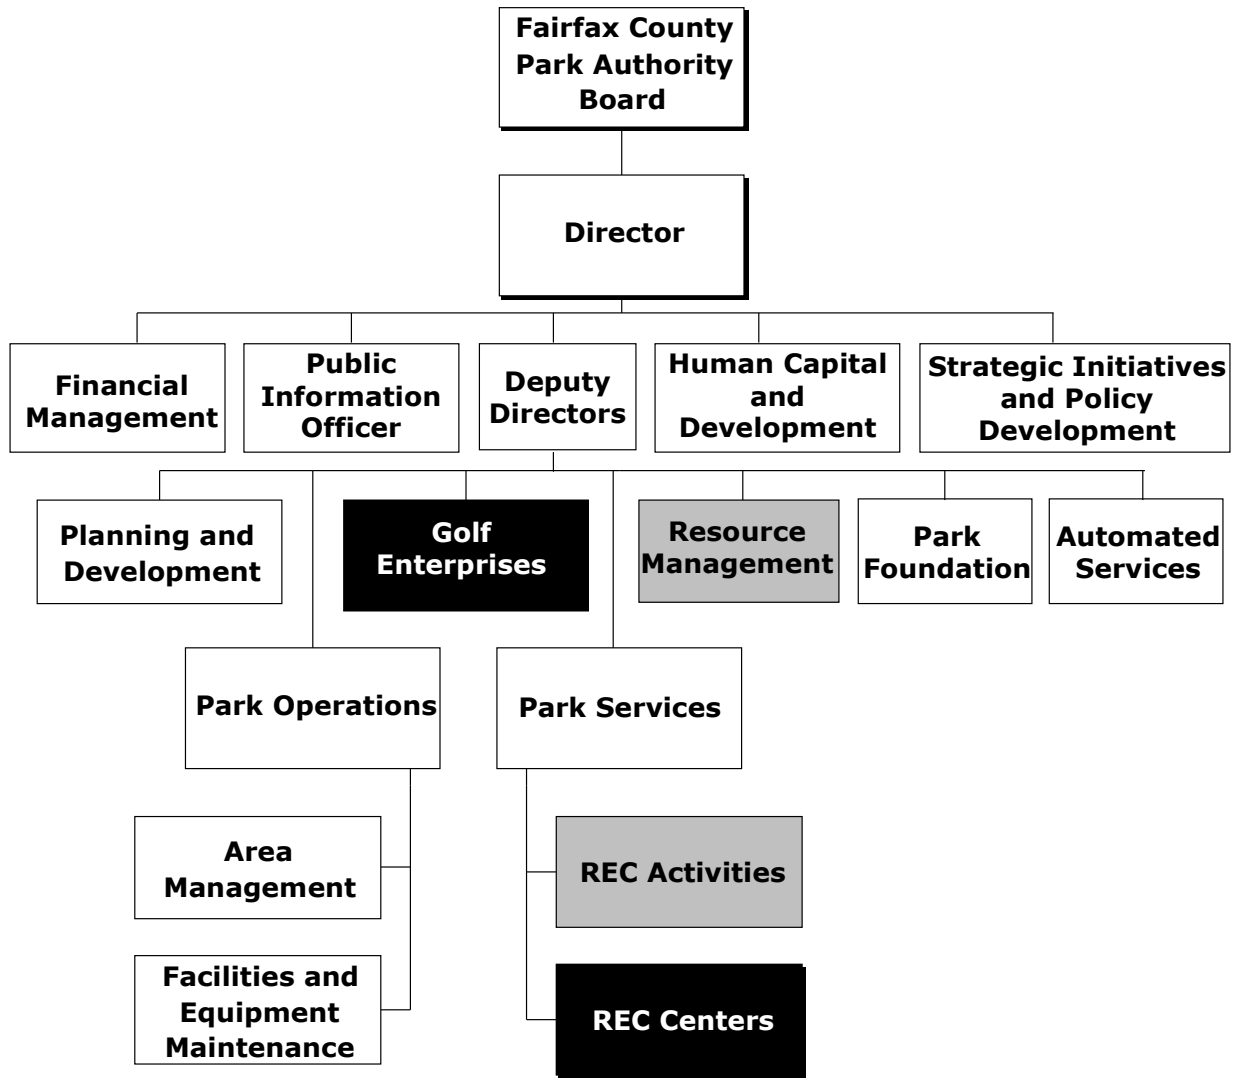 Fairfax County
Park Authority
Board
Director
Financial
Management
Public
Information
Officer
Deputy
Directors
Human Capital
and
Development
Strategic Initiatives
and Policy
Development
Planning and
Development
Golf
Enterprises
Resource
Management
Park
Foundation
Automated
Services
Park Operations
Park Services
Area
Management
REC Activities
Facilities and
Equipment
Maintenance
REC Centers